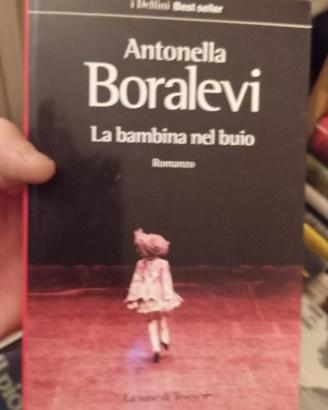 i Delfini Best seller
Antonella
Boralevi
La bambina nel buio
Romanzo
La nave di Teseo